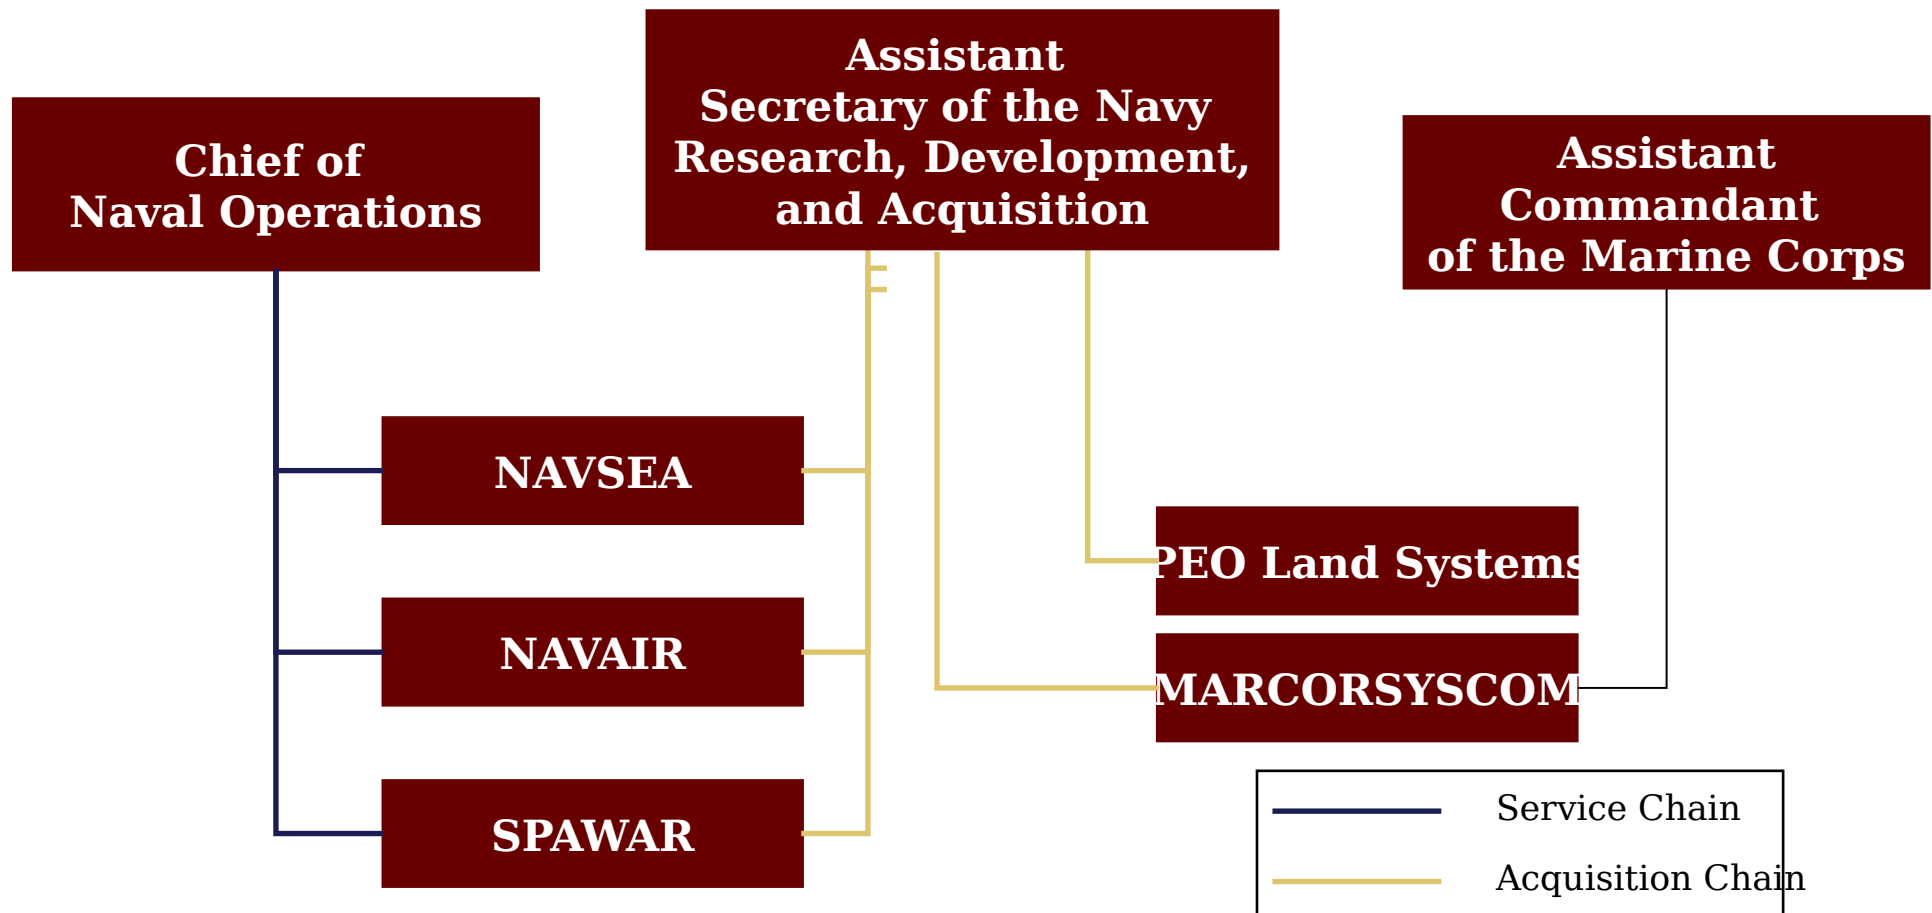 Assistant
Secretary of the Navy
Research, Development,
and Acquisition
Chief of
Naval Operations
Assistant
Commandant
of the Marine Corps
NAVSEA
NAVAIR
SPAWAR
PEO Land Systems
MARCORSYSCOM
Service Chain
Acquisition Chain